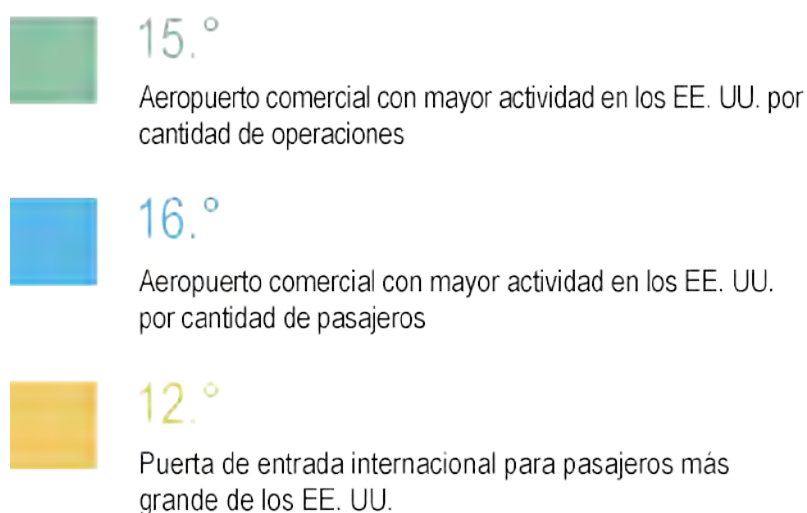 15.°
Aeropuerto comercial con mayor actividad en los EE. UU. por
cantidad de operaciones
16.°
Aeropuerto comercial con mayor actividad en los EE. UU.
por cantidad de pasajeros
12.°
Puerta de entrada internacional para pasajeros más
grande de los EE. UU.